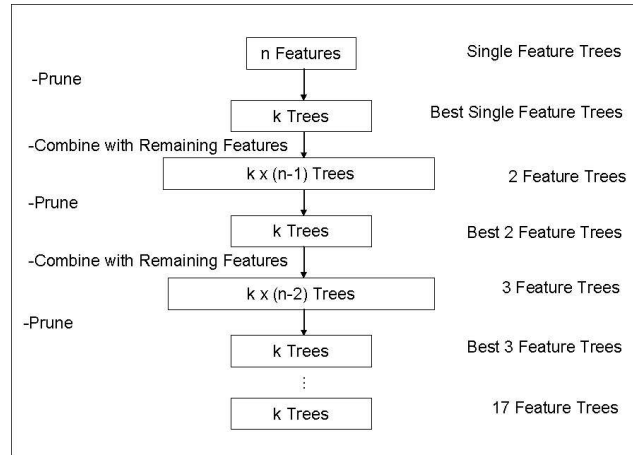 n Features
Single Feature Trees
-Prune
k Trees
Best Single Feature Trees
-Combine with Remaining Features
k x (n-1) Trees
2 Feature Trees
-Prune
k Trees
Best 2 Feature Trees
-Combine with Remaining Features
k x (n-2) Trees
3 Feature Trees
-Prune
k Trees
Best 3 Feature Trees
⋮
k Trees
17 Feature Trees